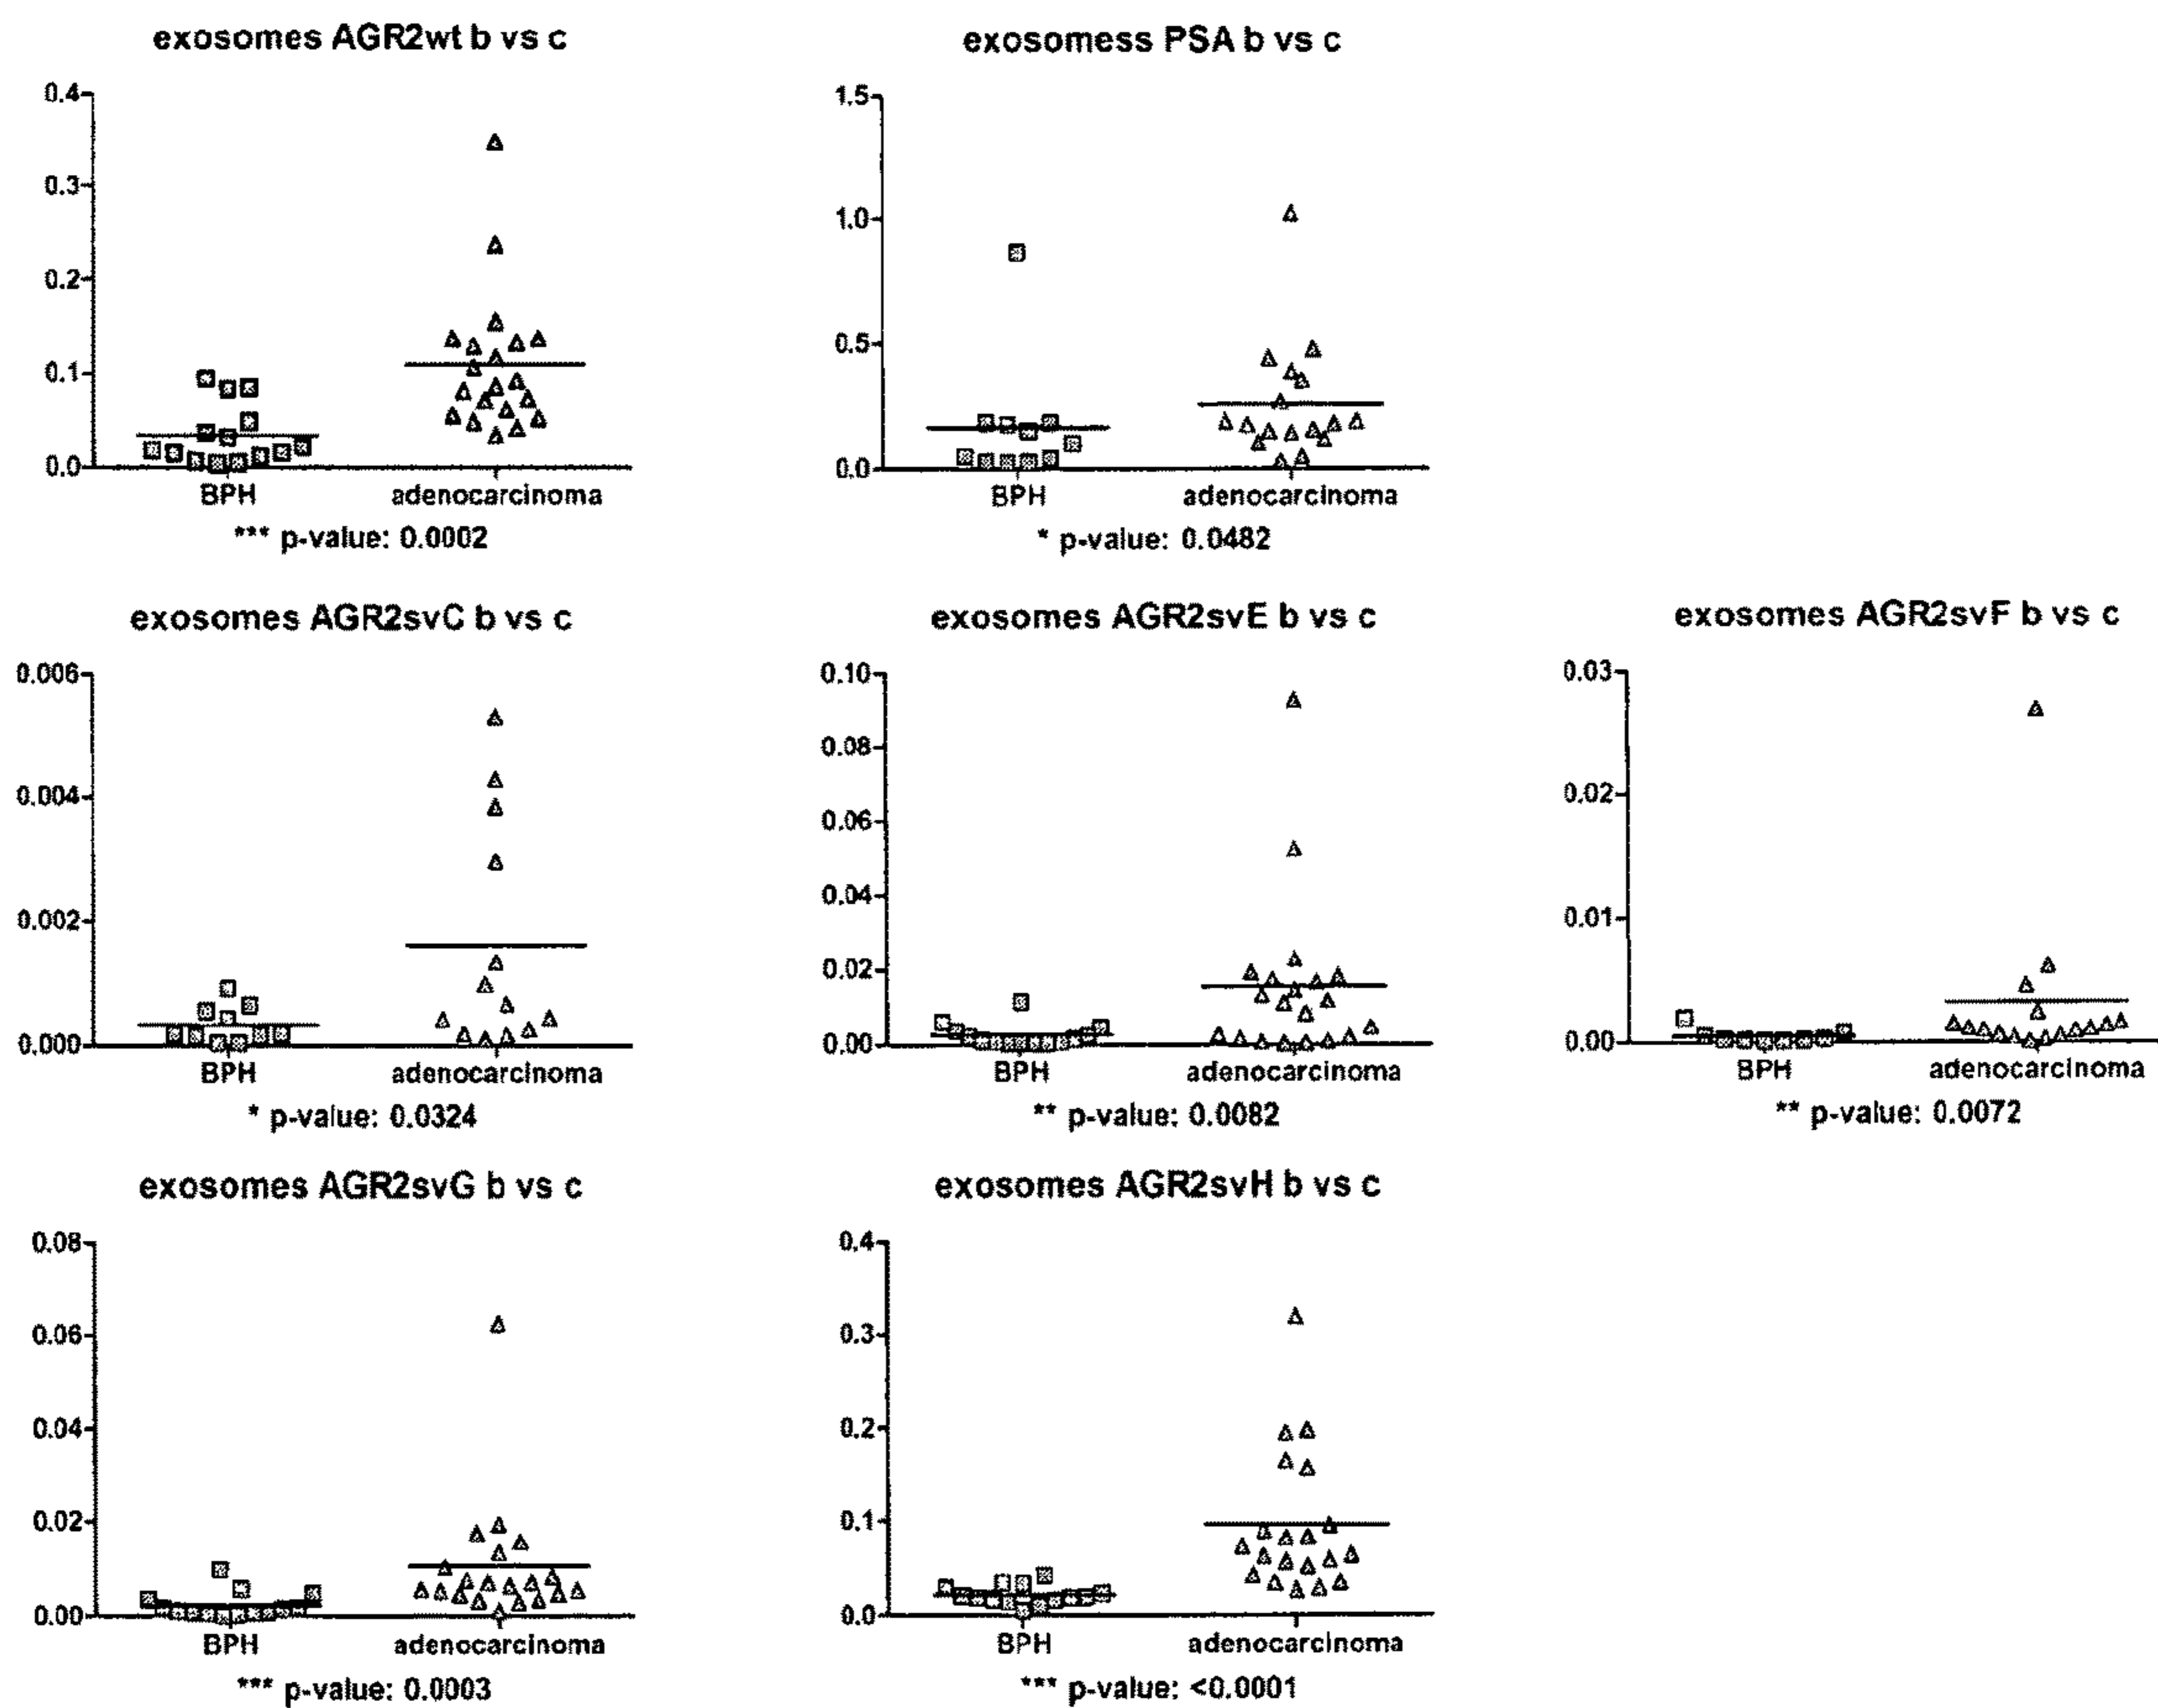 exosomes AGR2wt b vs c
0.4
0.3
0.2
0.1
0.0
BPH adenocarcinoma
*** p-value: 0.0002
exosomess PSA b vs c
1.5
1.0
0.5
0.0
BPH adenocarcinoma
* p-value: 0.0482
exosomes AGR2svC b vs c
0.006
0.004
0.002
0.000
BPH adenocarcinoma
* p-value: 0.0324
exosomes AGR2svE b vs c
0.10
0.08
0.06
0.04
0.02
0.00
BPH adenocarcinoma
** p-value: 0.0082
exosomes AGR2svF b vs c
0.03
0.02
0.01
0.00
BPH adenocarcinoma
** p-value: 0.0072
exosomes AGR2svG b vs c
0.08
0.06
0.04
0.02
0.00
BPH adenocarcinoma
*** p-value: 0.0003
exosomes AGR2svH b vs c
0.4
0.3
0.2
0.1
0.0
BPH adenocarcinoma
*** p-value: <0.0001